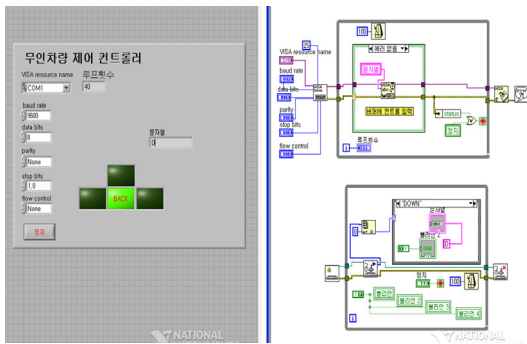 무인차량 제어 컨트롤러
VISA resource name
루프횟수
COM1
40
baud rate
9600
data bits
8
문자열
D
parity
None
stop bits
1,0
flow control
None
BACK
정지
NATIONAL
100
에러 없음
25
VISA resource name
문자열
baud rate
data bits
parity
버퍼에 컨트롤 입력
stop bits
status
정지
flow control
루프횟수
i
"DOWN"
문자열
불리언 2
D
정지
100
불리언
불리언 2
불리언 3
불리언 4
i
NATIONAL